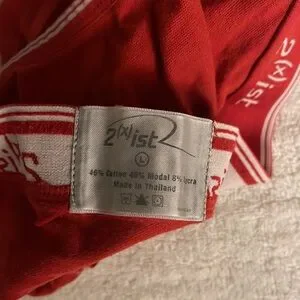 2(x)ist
L
46% Cotton 46% Modal 8% Lycra
Made in Thailand
2(x)ist